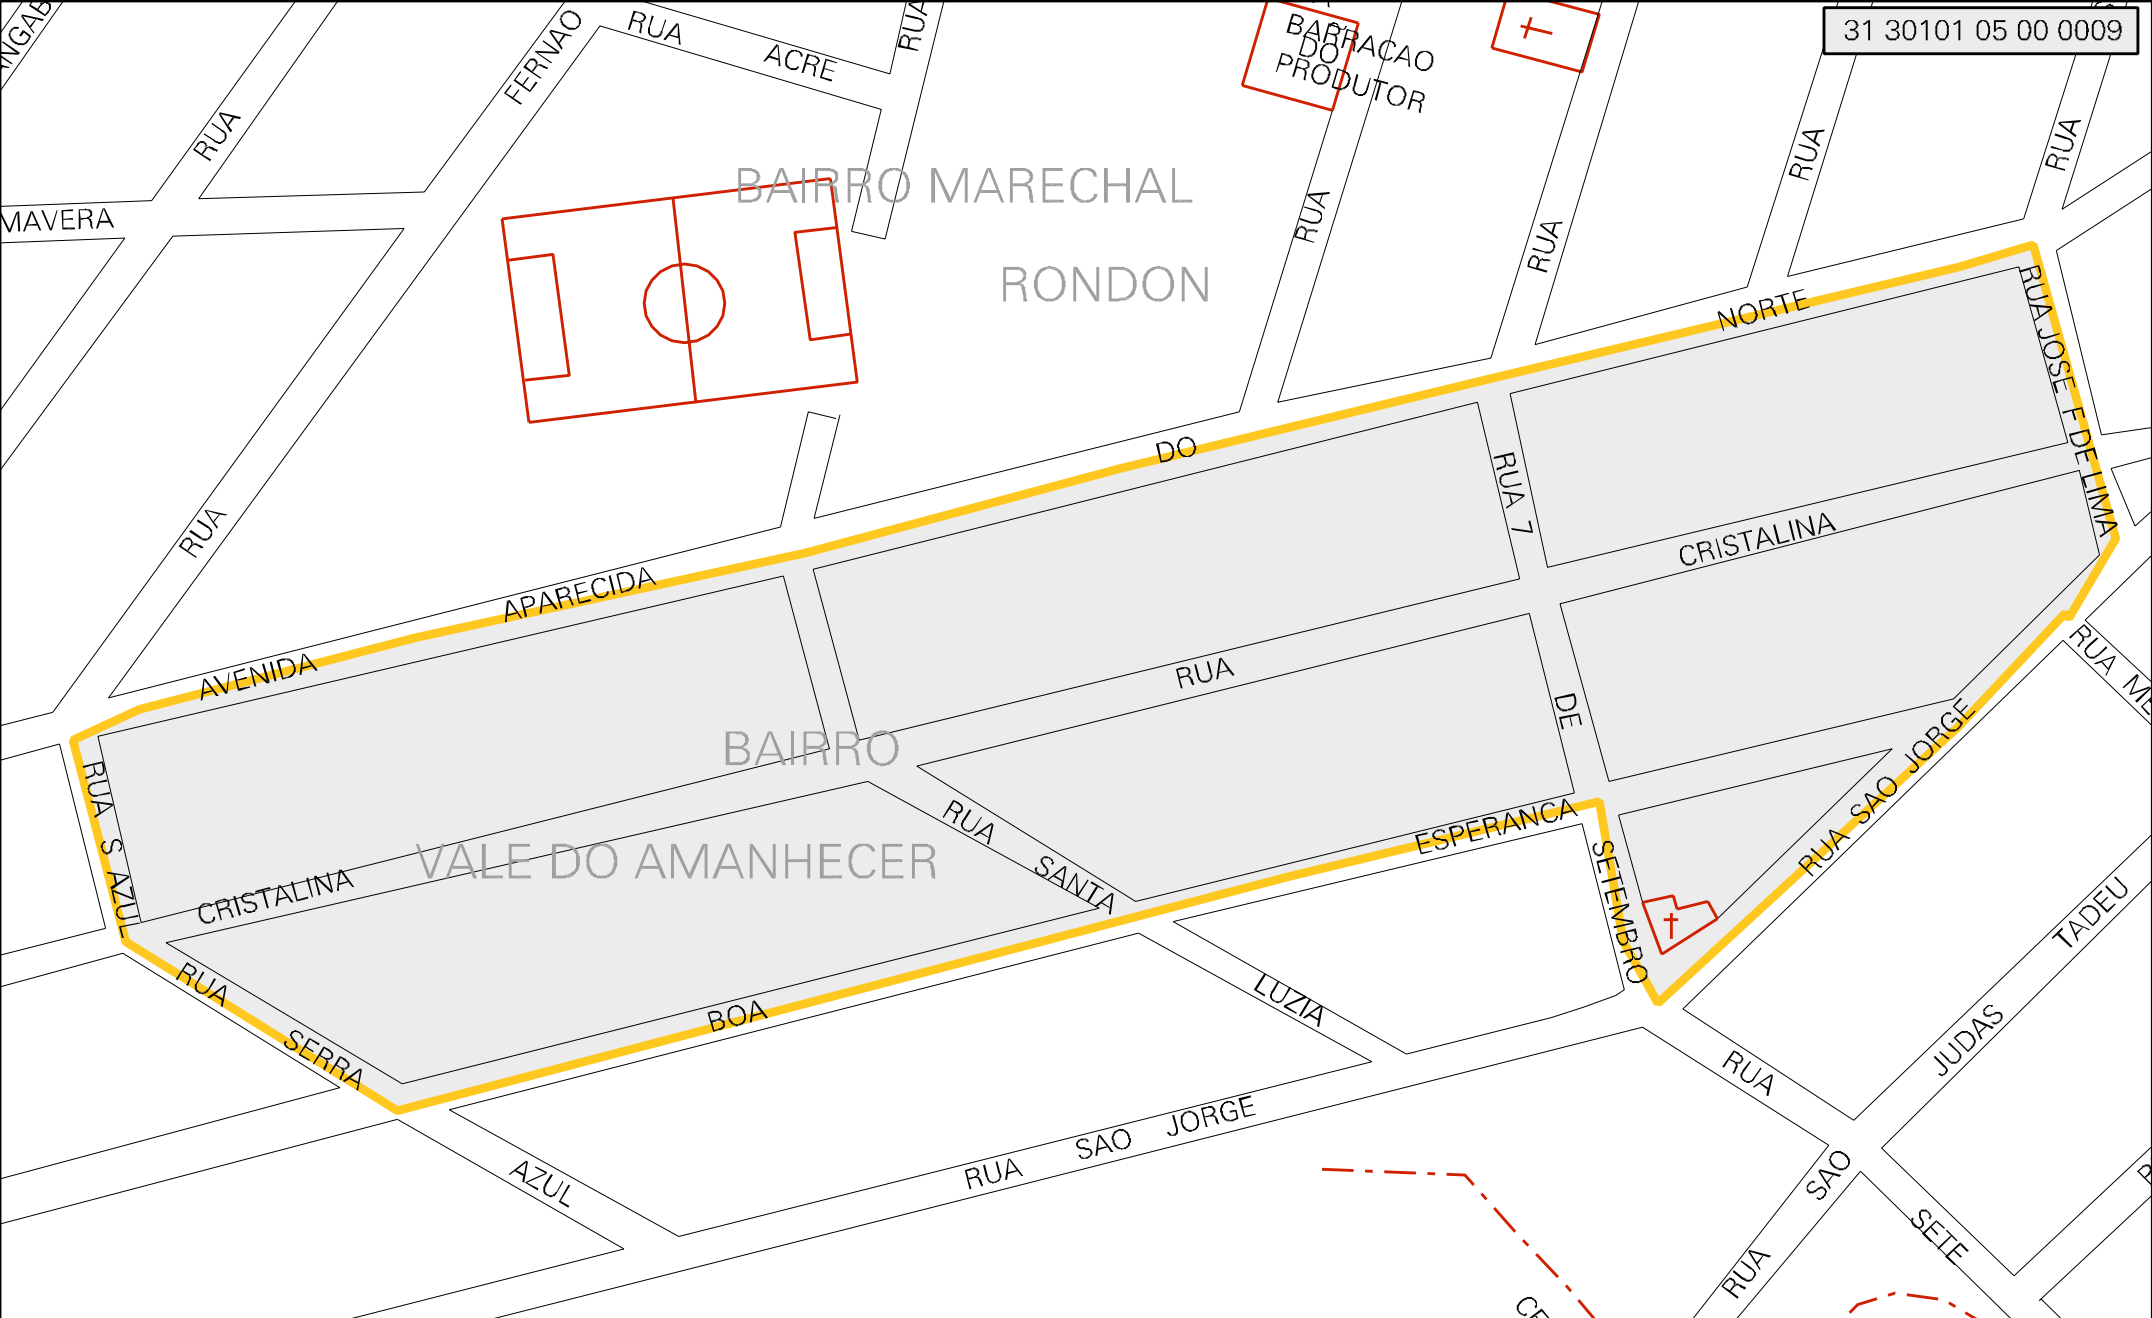 31 30101 05 00 0009
RUA
ACRE
RUA
FERNAO
RUA
BARRACAO
DO
PRODUTOR
RUA
RUA
MAVERA
BAIRRO MARECHAL
RONDON
RUA
RUA
RUA
NORTE
RUA JOSE F DE LIMA
DO
RUA 7
DE
SETEMBRO
CRISTALINA
RUA
APARECIDA
AVENIDA
RUA
BAIRRO
VALE DO AMANHECER
RUA S AZUL
CRISTALINA
RUA
SANTA
LUZIA
ESPERANCA
BOA
RUA
SERRA
AZUL
RUA SAO JORGE
RUA SAO JORGE
RUA
SETE
JUDAS
TADEU
SAO
RUA
RUA